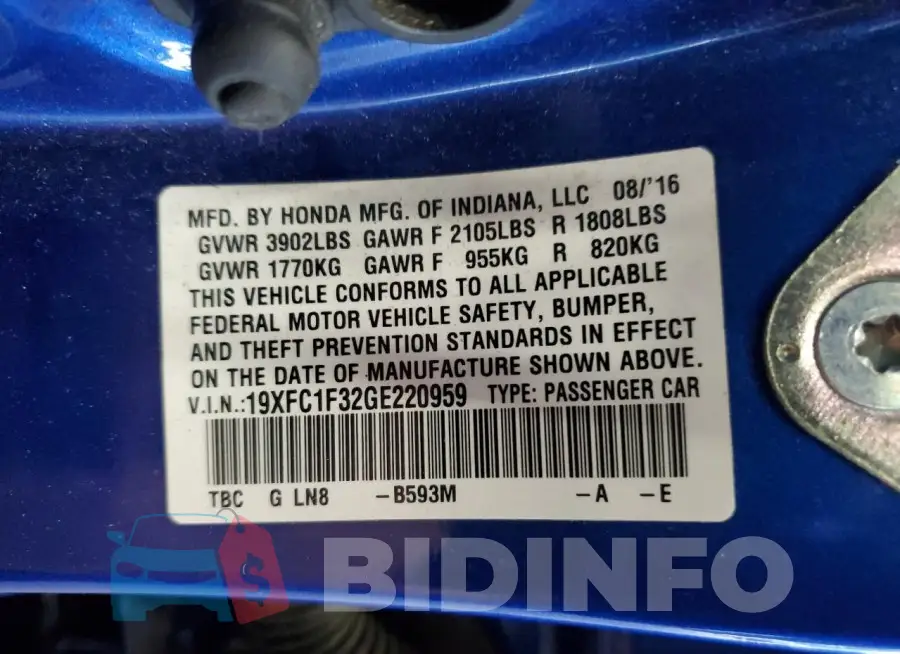 MFD. BY HONDA MFG. OF INDIANA, LLC 08/'16
GVWR 3902LBS GAWR F 2105LBS R 1808LBS
GVWR 1770KG GAWR F 955KG R 820KG
THIS VEHICLE CONFORMS TO ALL APPLICABLE
FEDERAL MOTOR VEHICLE SAFETY, BUMPER,
AND THEFT PREVENTION STANDARDS IN EFFECT
ON THE DATE OF MANUFACTURE SHOWN ABOVE.
V.I.N.:19XFC1F32GE220959 TYPE: PASSENGER CAR
TBC G LN8 -B593M -A -E
$ BIDINFO